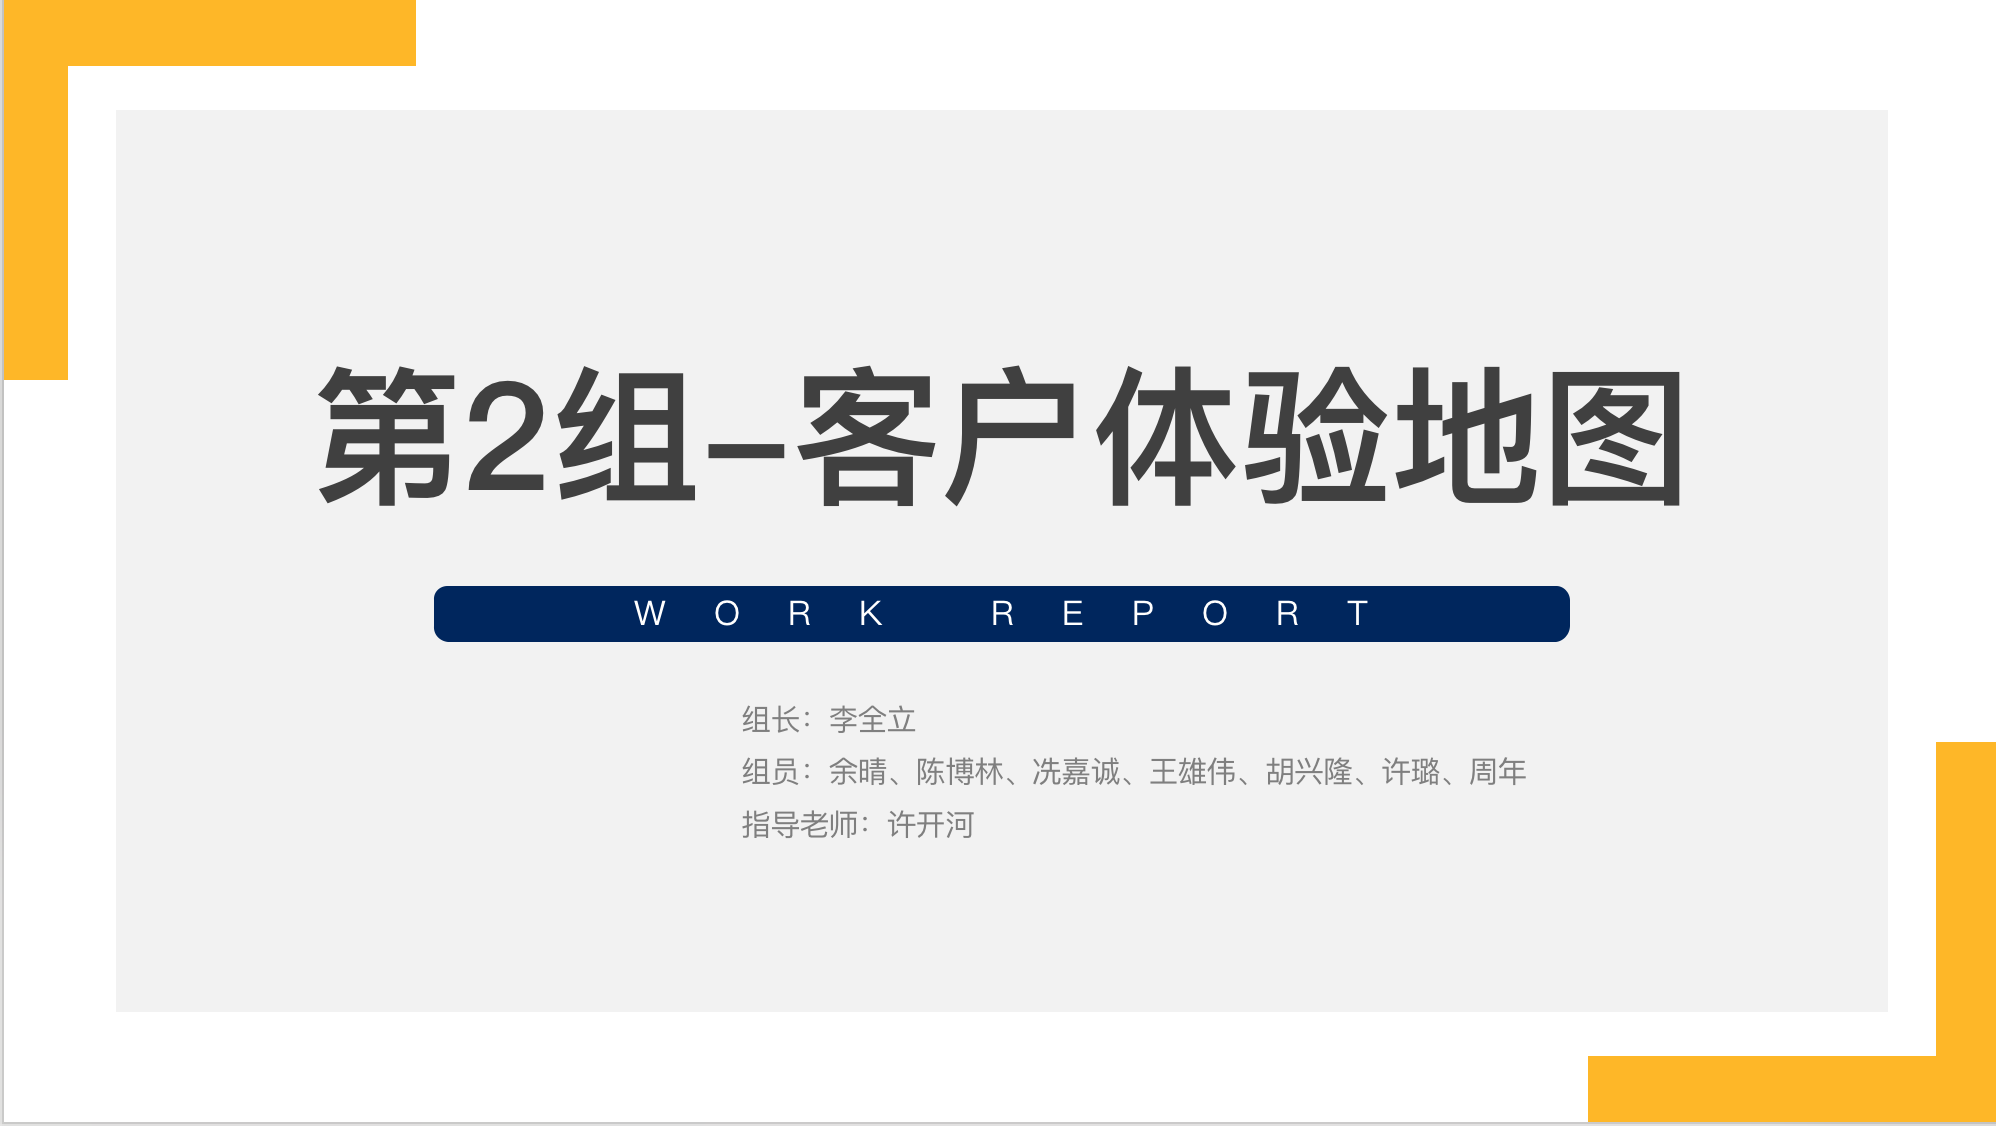 第2组-客户体验地图
WORK REPORT
组长：李全立
组员：余晴、陈博林、冼嘉诚、王雄伟、胡兴隆、许璐、周年
指导老师：许开河